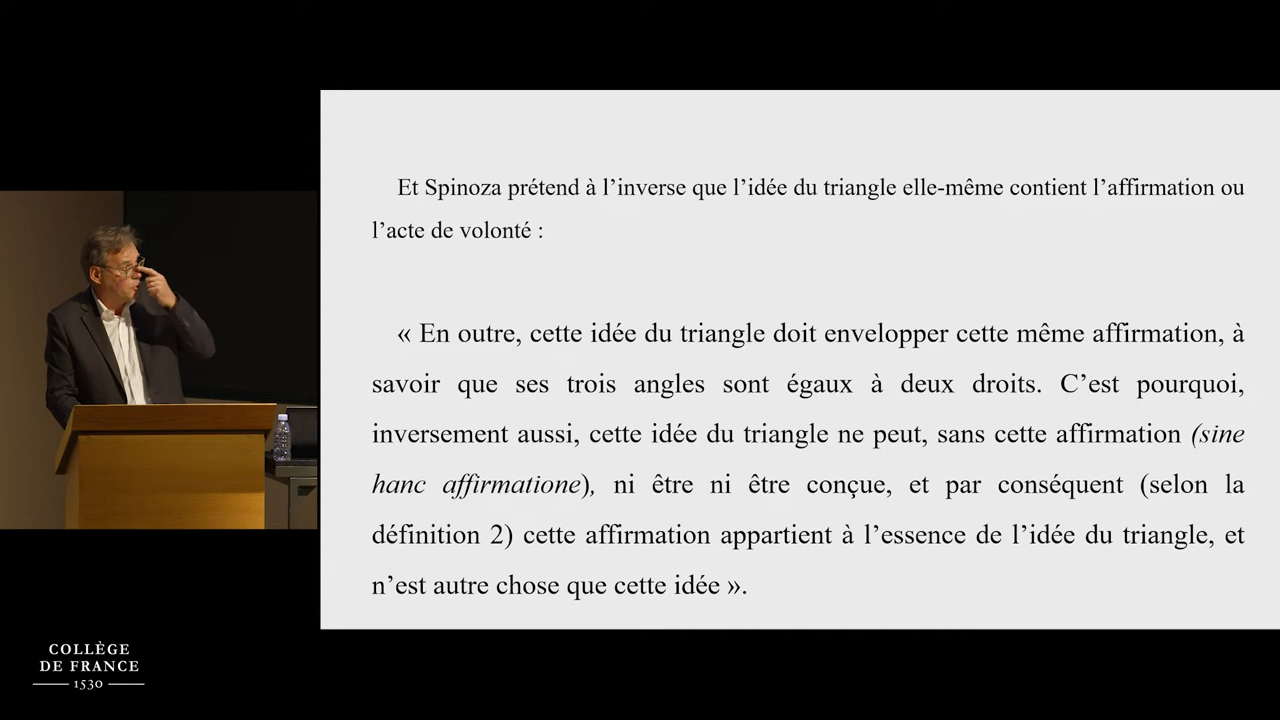 Et Spinoza prétend à l’inverse que l’idée du triangle elle-même contient l’affirmation ou
l’acte de volonté :
« En outre, cette idée du triangle doit envelopper cette même affirmation, à
savoir que ses trois angles sont égaux à deux droits. C’est pourquoi,
inversement aussi, cette idée du triangle ne peut, sans cette affirmation (sine
hanc affirmatione), ni être ni être conçue, et par conséquent (selon la
définition 2) cette affirmation appartient à l’essence de l’idée du triangle, et
n’est autre chose que cette idée ».
COLLÈGE
DE FRANCE
1530